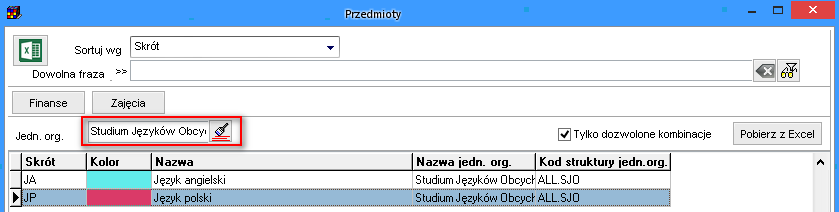 Przedmioty
Sortuj wg Skrót
Dowolna fraza >>
Finanse Zajęcia
Jedn. org. Studium Języków Obcy Tylko dozwolone kombinacje Pobierz z Excel
Skrót Kolor Nazwa Nazwa jedn. org. Kod struktury jedn.org.
JA Język angielski Studium Języków Obcych ALL.SJO
JP Język polski Studium Języków Obcych ALL.SJO